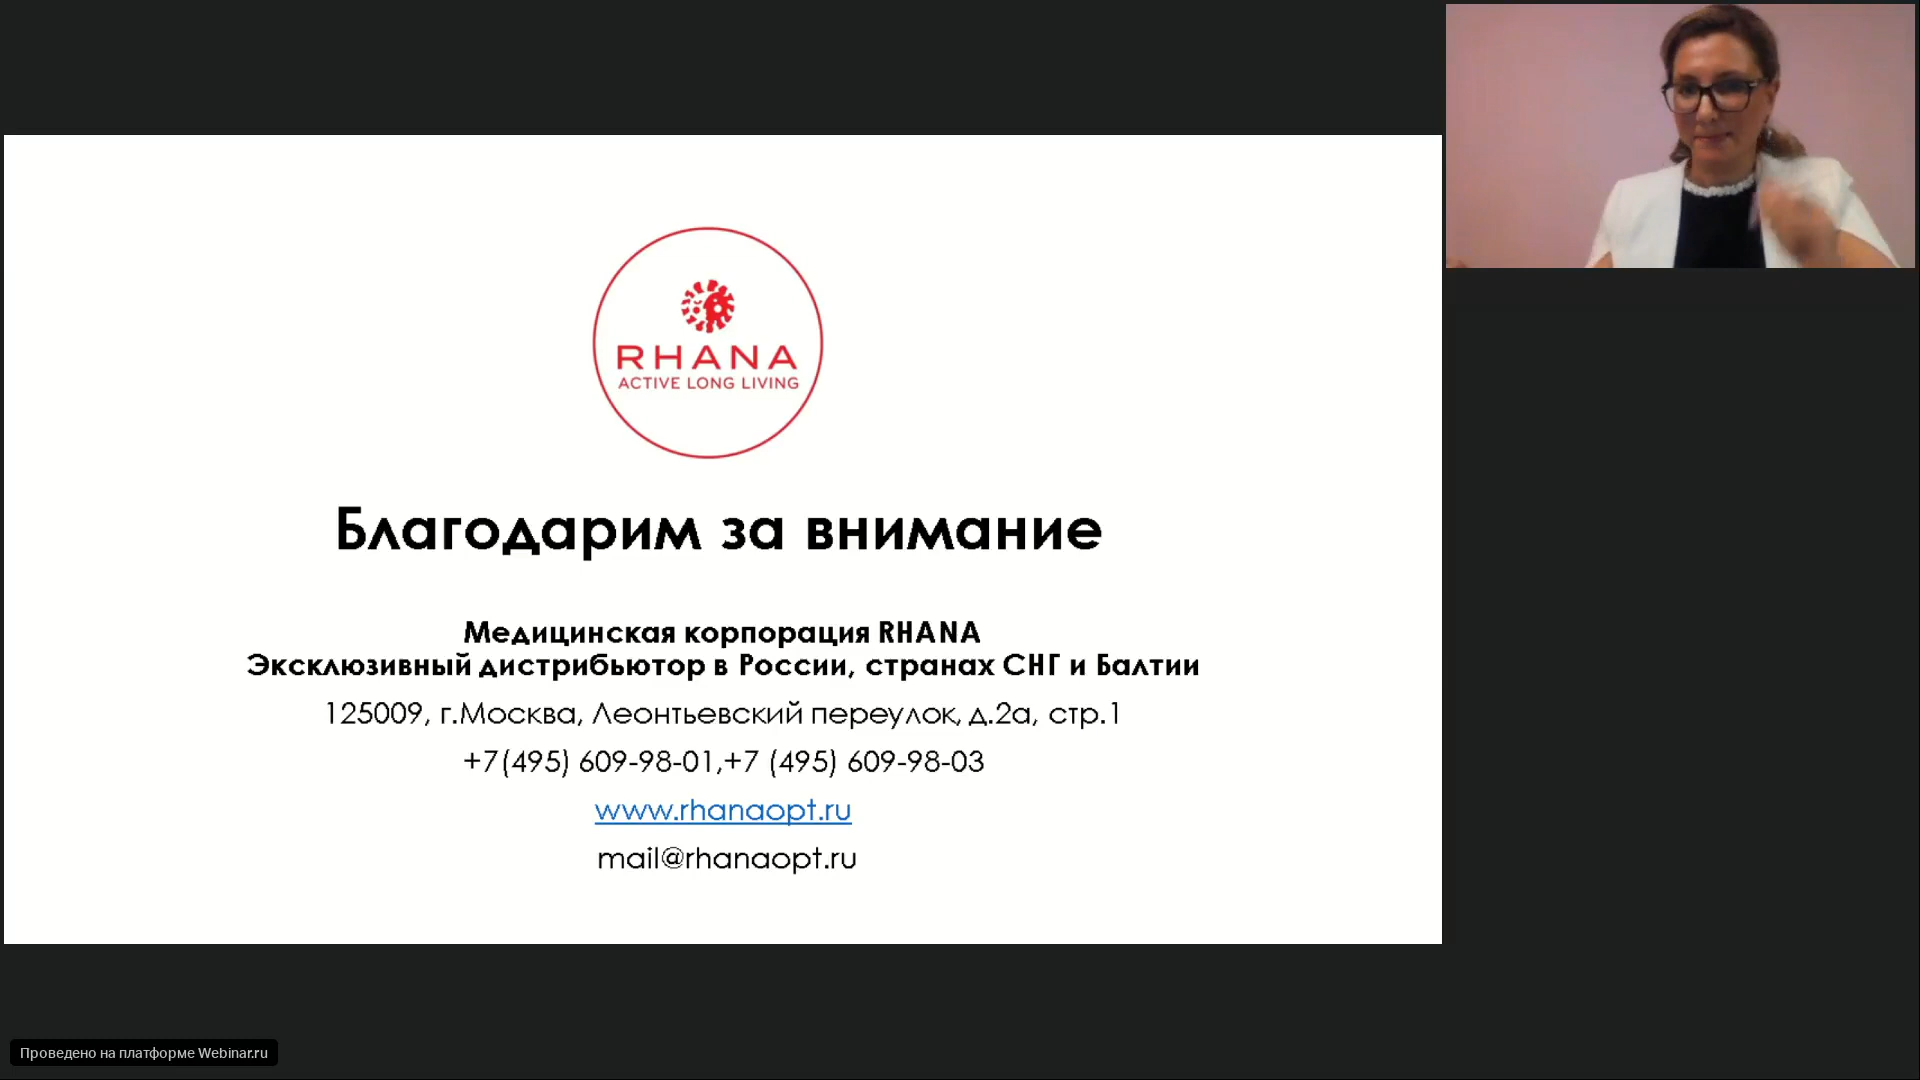 RHANA
ACTIVE LONG LIVING
Благодарим за внимание
Медицинская корпорация RHANA
Эксклюзивный дистрибьютор в России, странах СНГ и Балтии
125009, г.Москва, Леонтьевский переулок, д.2а, стр.1
+7(495) 609-98-01,+7 (495) 609-98-03
www.rhanaopt.ru
mail@rhanaopt.ru
Проведено на платформе Webinar.ru